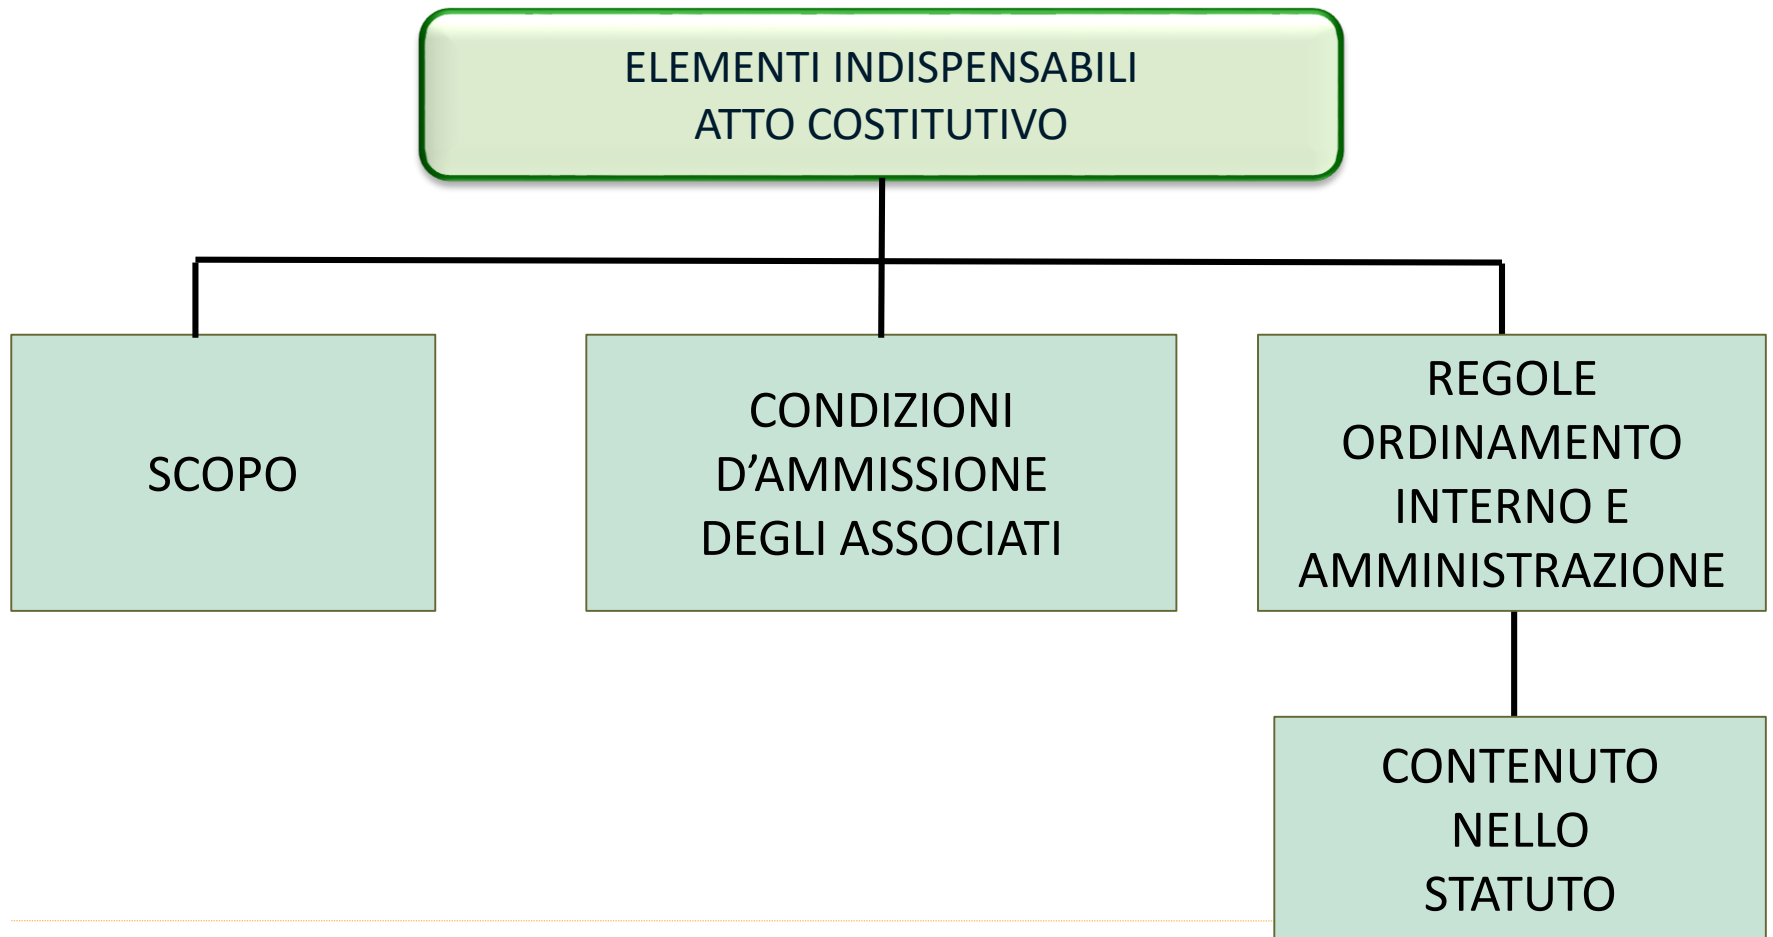 ELEMENTI INDISPENSABILI
ATTO COSTITUTIVO
SCOPO
CONDIZIONI
D’AMMISSIONE
DEGLI ASSOCIATI
REGOLE
ORDINAMENTO
INTERNO E
AMMINISTRAZIONE
CONTENUTO
NELLO
STATUTO